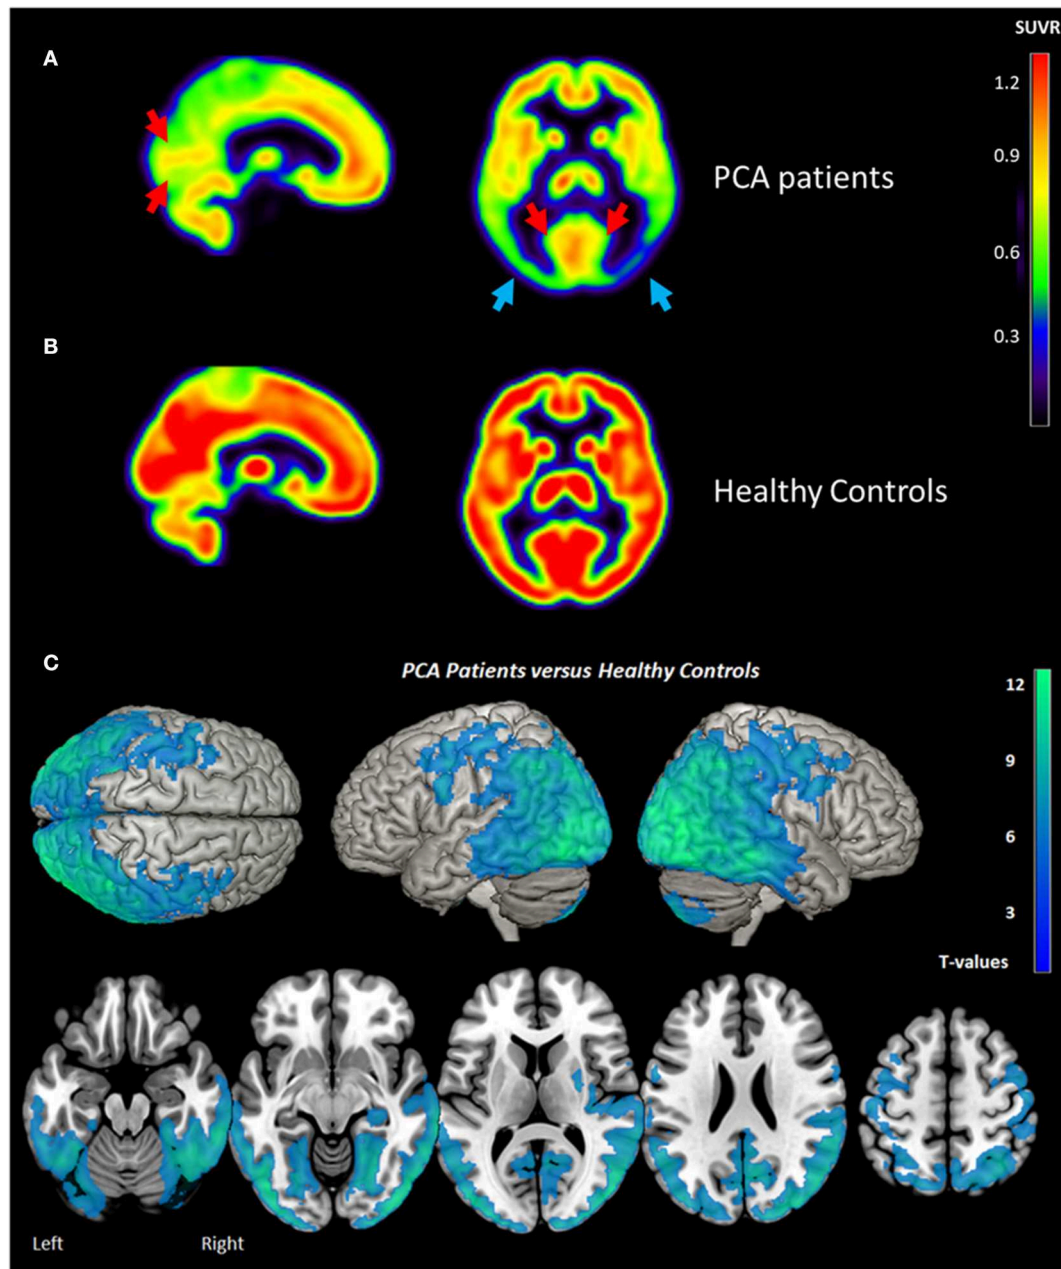 SUVR
A
1.2
0.9
PCA patients
0.6
0.3
B
Healthy Controls
C
PCA Patients versus Healthy Controls
12
9
6
3
T-values
Left Right